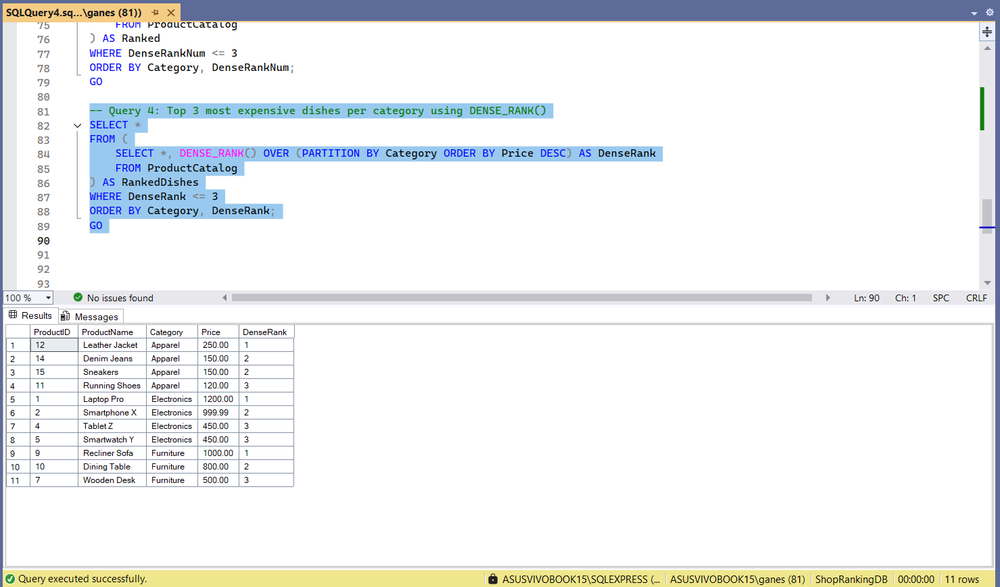 SQLQuery4.sq...\ganes (81))
75 FROM ProductCatalog
76 ) AS Ranked
77 WHERE DenseRankNum <= 3
78 ORDER BY Category, DenseRankNum;
79 GO
80
81 -- Query 4: Top 3 most expensive dishes per category using DENSE_RANK()
82 SELECT *
83 FROM (
84 SELECT *, DENSE_RANK() OVER (PARTITION BY Category ORDER BY Price DESC) AS DenseRank
85 FROM ProductCatalog
86 ) AS RankedDishes
87 WHERE DenseRank <= 3
88 ORDER BY Category, DenseRank;
89 GO
90
91
92
93
100 % No issues found Ln: 90 Ch: 1 SPC CRLF
Results Messages
ProductID ProductName Category Price DenseRank
1 12 Leather Jacket Apparel 250.00 1
2 14 Denim Jeans Apparel 150.00 2
3 15 Sneakers Apparel 150.00 2
4 11 Running Shoes Apparel 120.00 3
5 1 Laptop Pro Electronics 1200.00 1
6 2 Smartphone X Electronics 999.99 2
7 4 Tablet Z Electronics 450.00 3
8 5 Smartwatch Y Electronics 450.00 3
9 9 Recliner Sofa Furniture 1000.00 1
10 10 Dining Table Furniture 800.00 2
11 7 Wooden Desk Furniture 500.00 3
Query executed successfully. ASUSVIVOBOOK15\SQLEXPRESS (... ASUSVIVOBOOK15\ganes (81) ShopRankingDB 00:00:00 11 rows